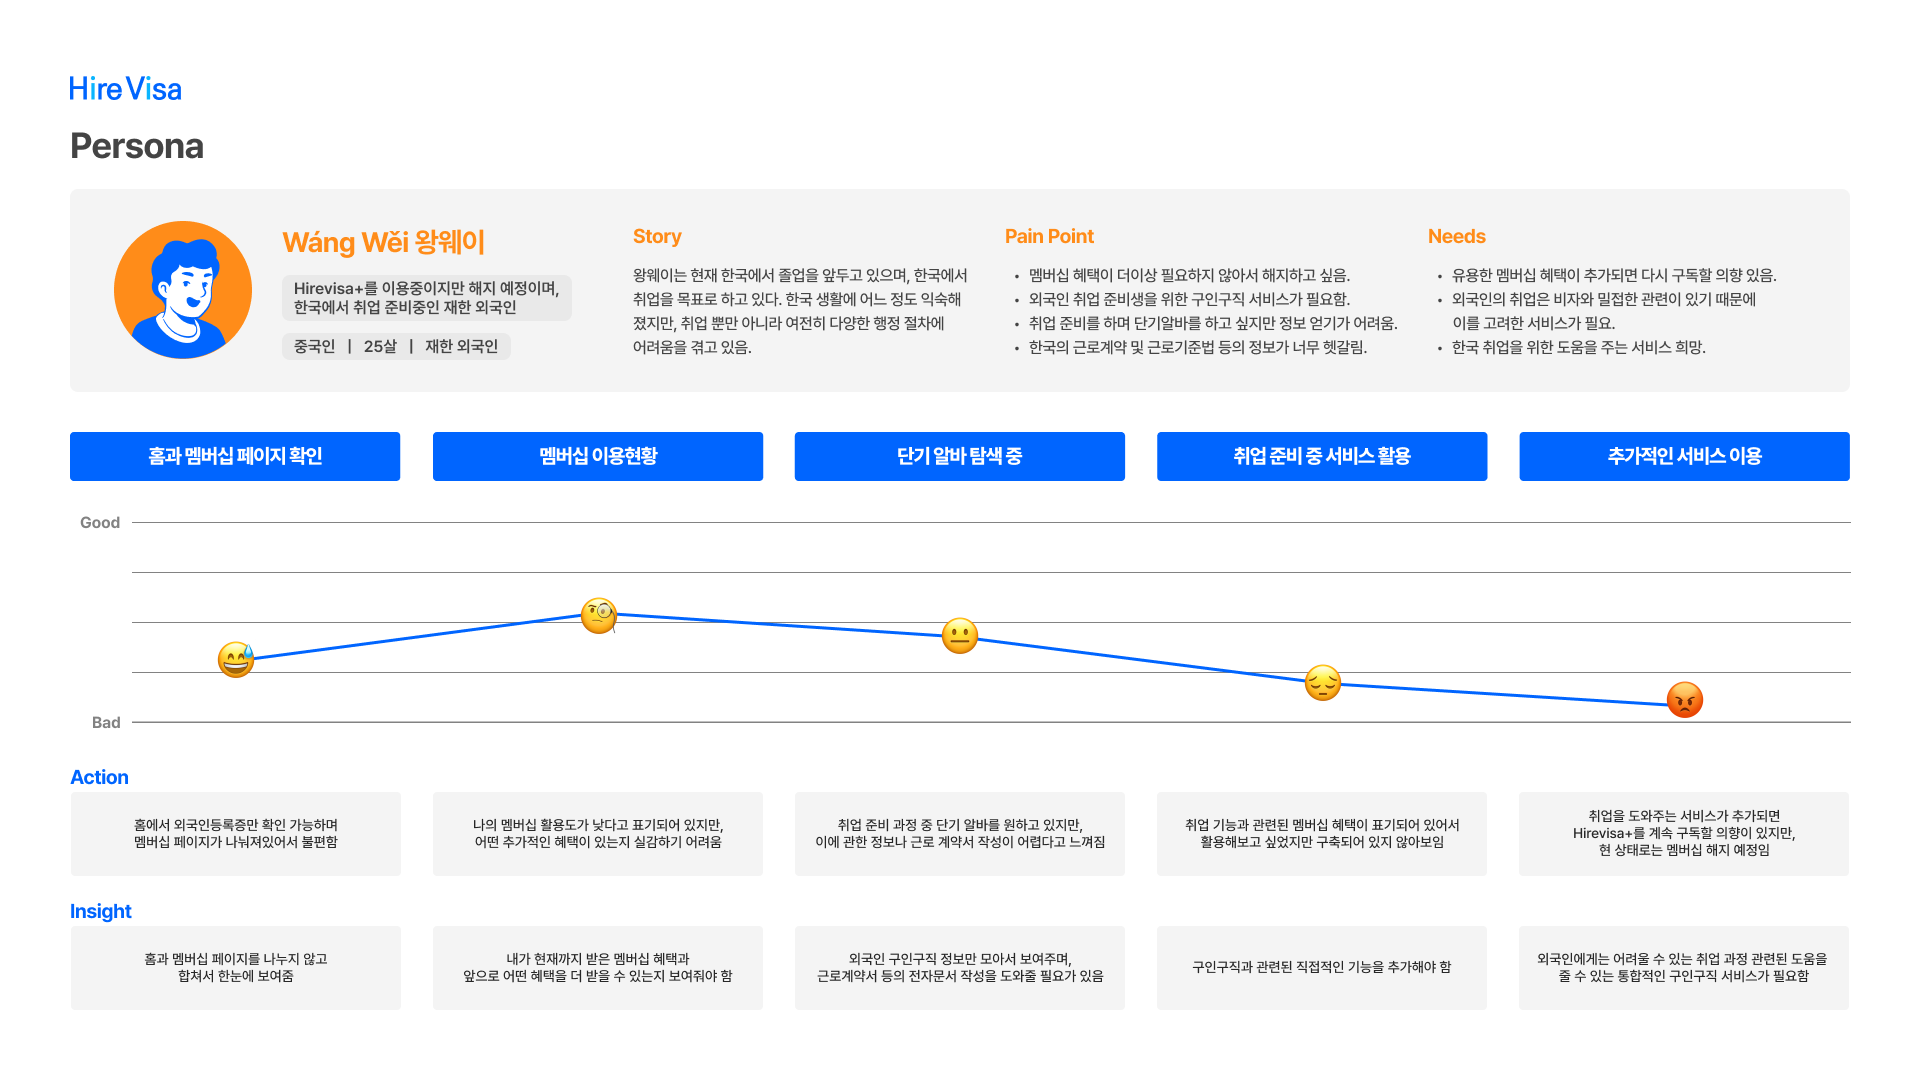 Hire Visa
Persona
Wáng Wěi 왕웨이
Hirevisa+를 이용중이지만 해지 예정이며,
한국에서 취업 준비중인 재한 외국인
중국인 | 25살 | 재한 외국인
Story
왕웨이는 현재 한국에서 졸업을 앞두고 있으며, 한국에서
취업을 목표로 하고 있다. 한국 생활에 어느 정도 익숙해
졌지만, 취업 뿐만 아니라 여전히 다양한 행정 절차에
어려움을 겪고 있음.
Pain Point
• 멤버십 혜택이 더이상 필요하지 않아서 해지하고 싶음.
• 외국인 취업 준비생을 위한 구인구직 서비스가 필요함.
• 취업 준비를 하며 단기알바를 하고 싶지만 정보 얻기가 어려움.
• 한국의 근로계약 및 근로기준법 등의 정보가 너무 헷갈림.
Needs
• 유용한 멤버십 혜택이 추가되면 다시 구독할 의향 있음.
• 외국인의 취업은 비자와 밀접한 관련이 있기 때문에
이를 고려한 서비스가 필요.
• 한국 취업을 위한 도움을 주는 서비스 희망.
홈과 멤버십 페이지 확인
멤버십 이용현황
단기 알바 탐색 중
취업 준비 중 서비스 활용
추가적인 서비스 이용
Good
Bad
Action
홈에서 외국인등록증만 확인 가능하며
멤버십 페이지가 나눠져있어서 불편함
나의 멤버십 활용도가 낮다고 표기되어 있지만,
어떤 추가적인 혜택이 있는지 실감하기 어려움
취업 준비 과정 중 단기 알바를 원하고 있지만,
이에 관한 정보나 근로 계약서 작성이 어렵다고 느껴짐
취업 기능과 관련된 멤버십 혜택이 표기되어 있어서
활용해보고 싶었지만 구축되어 있지 않아보임
취업을 도와주는 서비스가 추가되면
Hirevisa+를 계속 구독할 의향이 있지만,
현 상태로는 멤버십 해지 예정임
Insight
홈과 멤버십 페이지를 나누지 않고
합쳐서 한눈에 보여줌
내가 현재까지 받은 멤버십 혜택과
앞으로 어떤 혜택을 더 받을 수 있는지 보여줘야 함
외국인 구인구직 정보만 모아서 보여주며,
근로계약서 등의 전자문서 작성을 도와줄 필요가 있음
구인구직과 관련된 직접적인 기능을 추가해야 함
외국인에게는 어려울 수 있는 취업 과정 관련된 도움을
줄 수 있는 통합적인 구인구직 서비스가 필요함